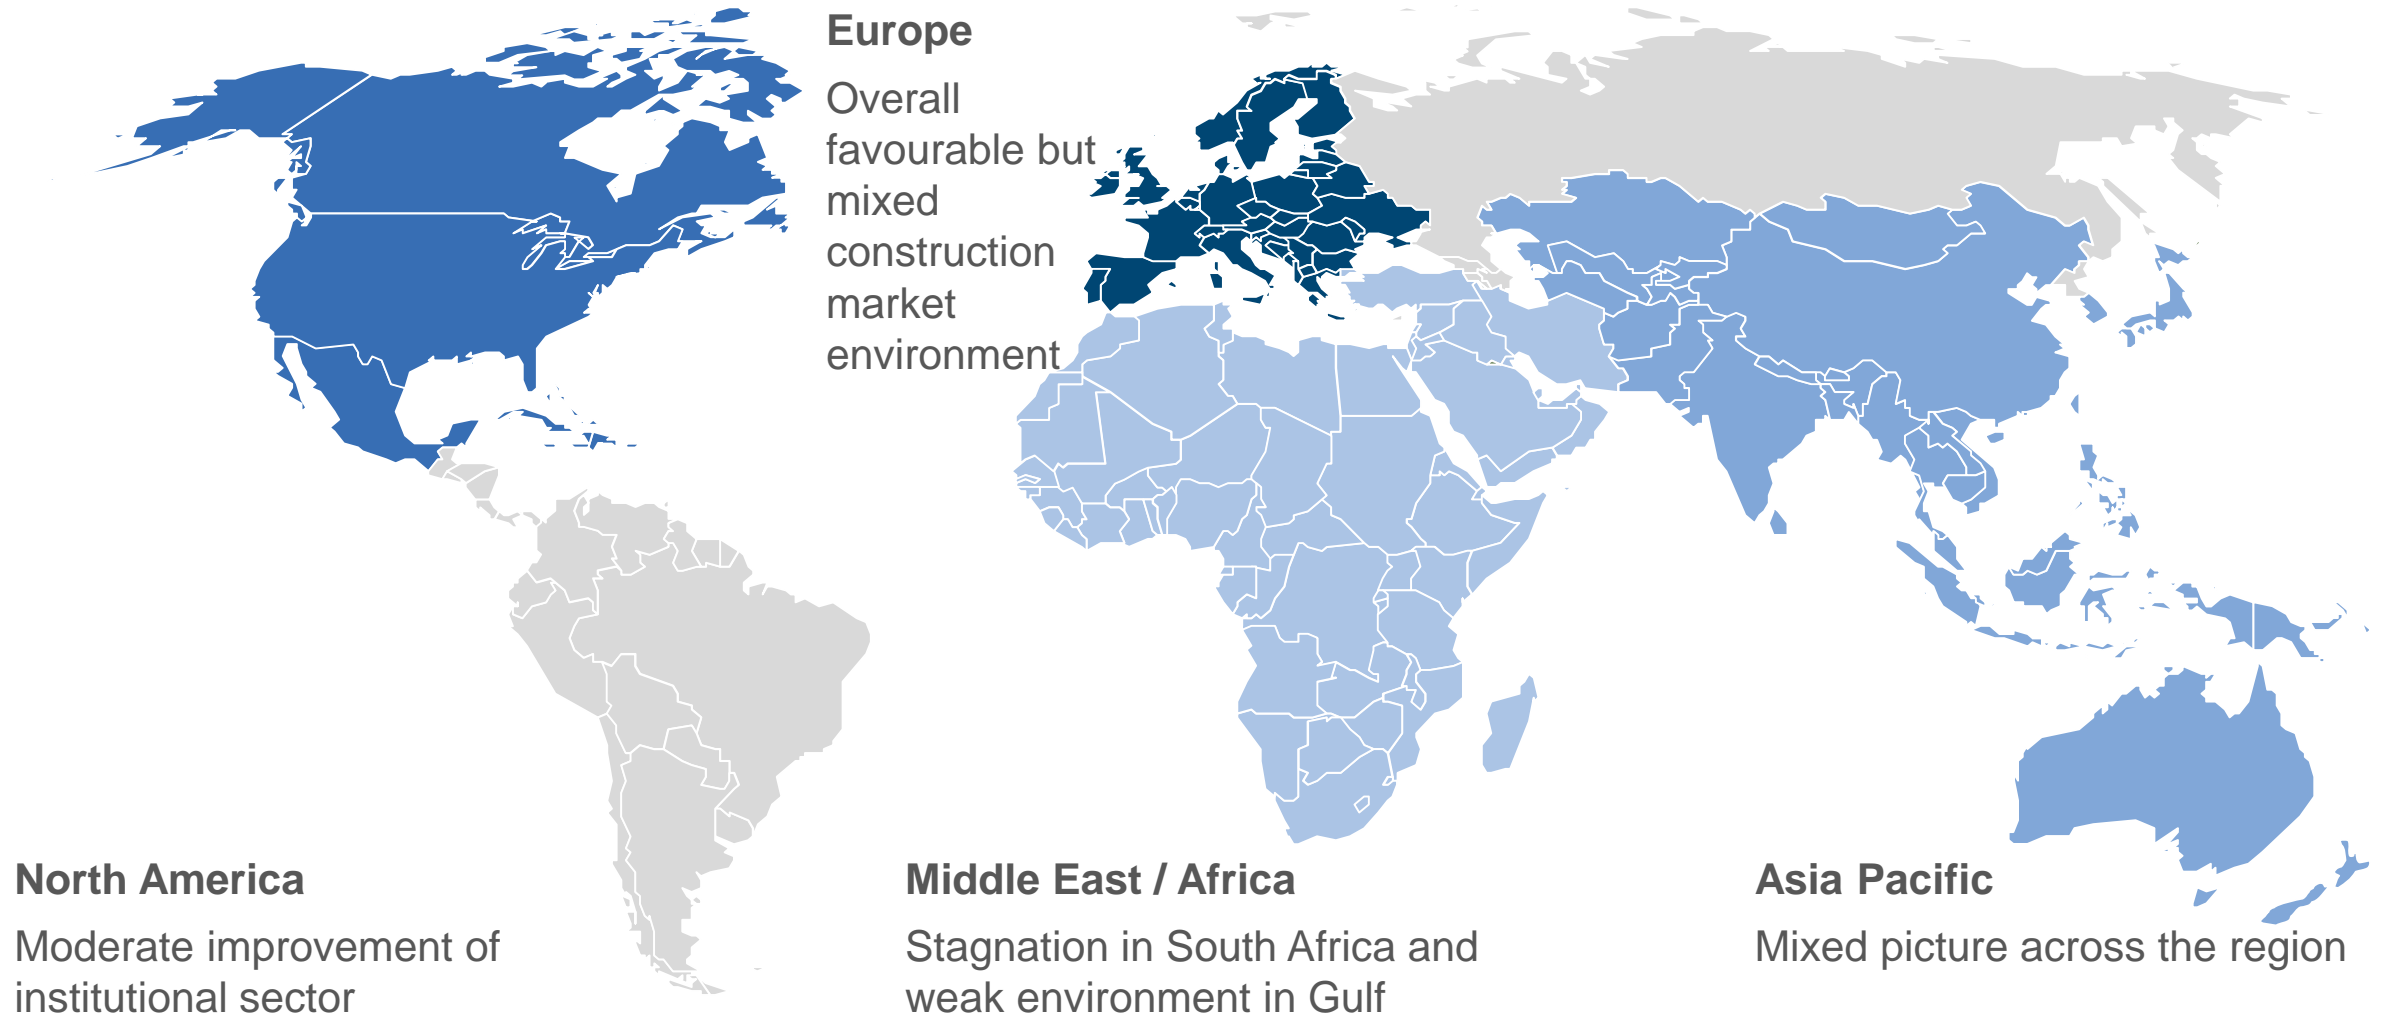 Europe
Overall
favourable but
mixed
construction
market
environment
North America
Moderate improvement of
institutional sector
Middle East / Africa
Stagnation in South Africa and
weak environment in Gulf
Asia Pacific
Mixed picture across the region